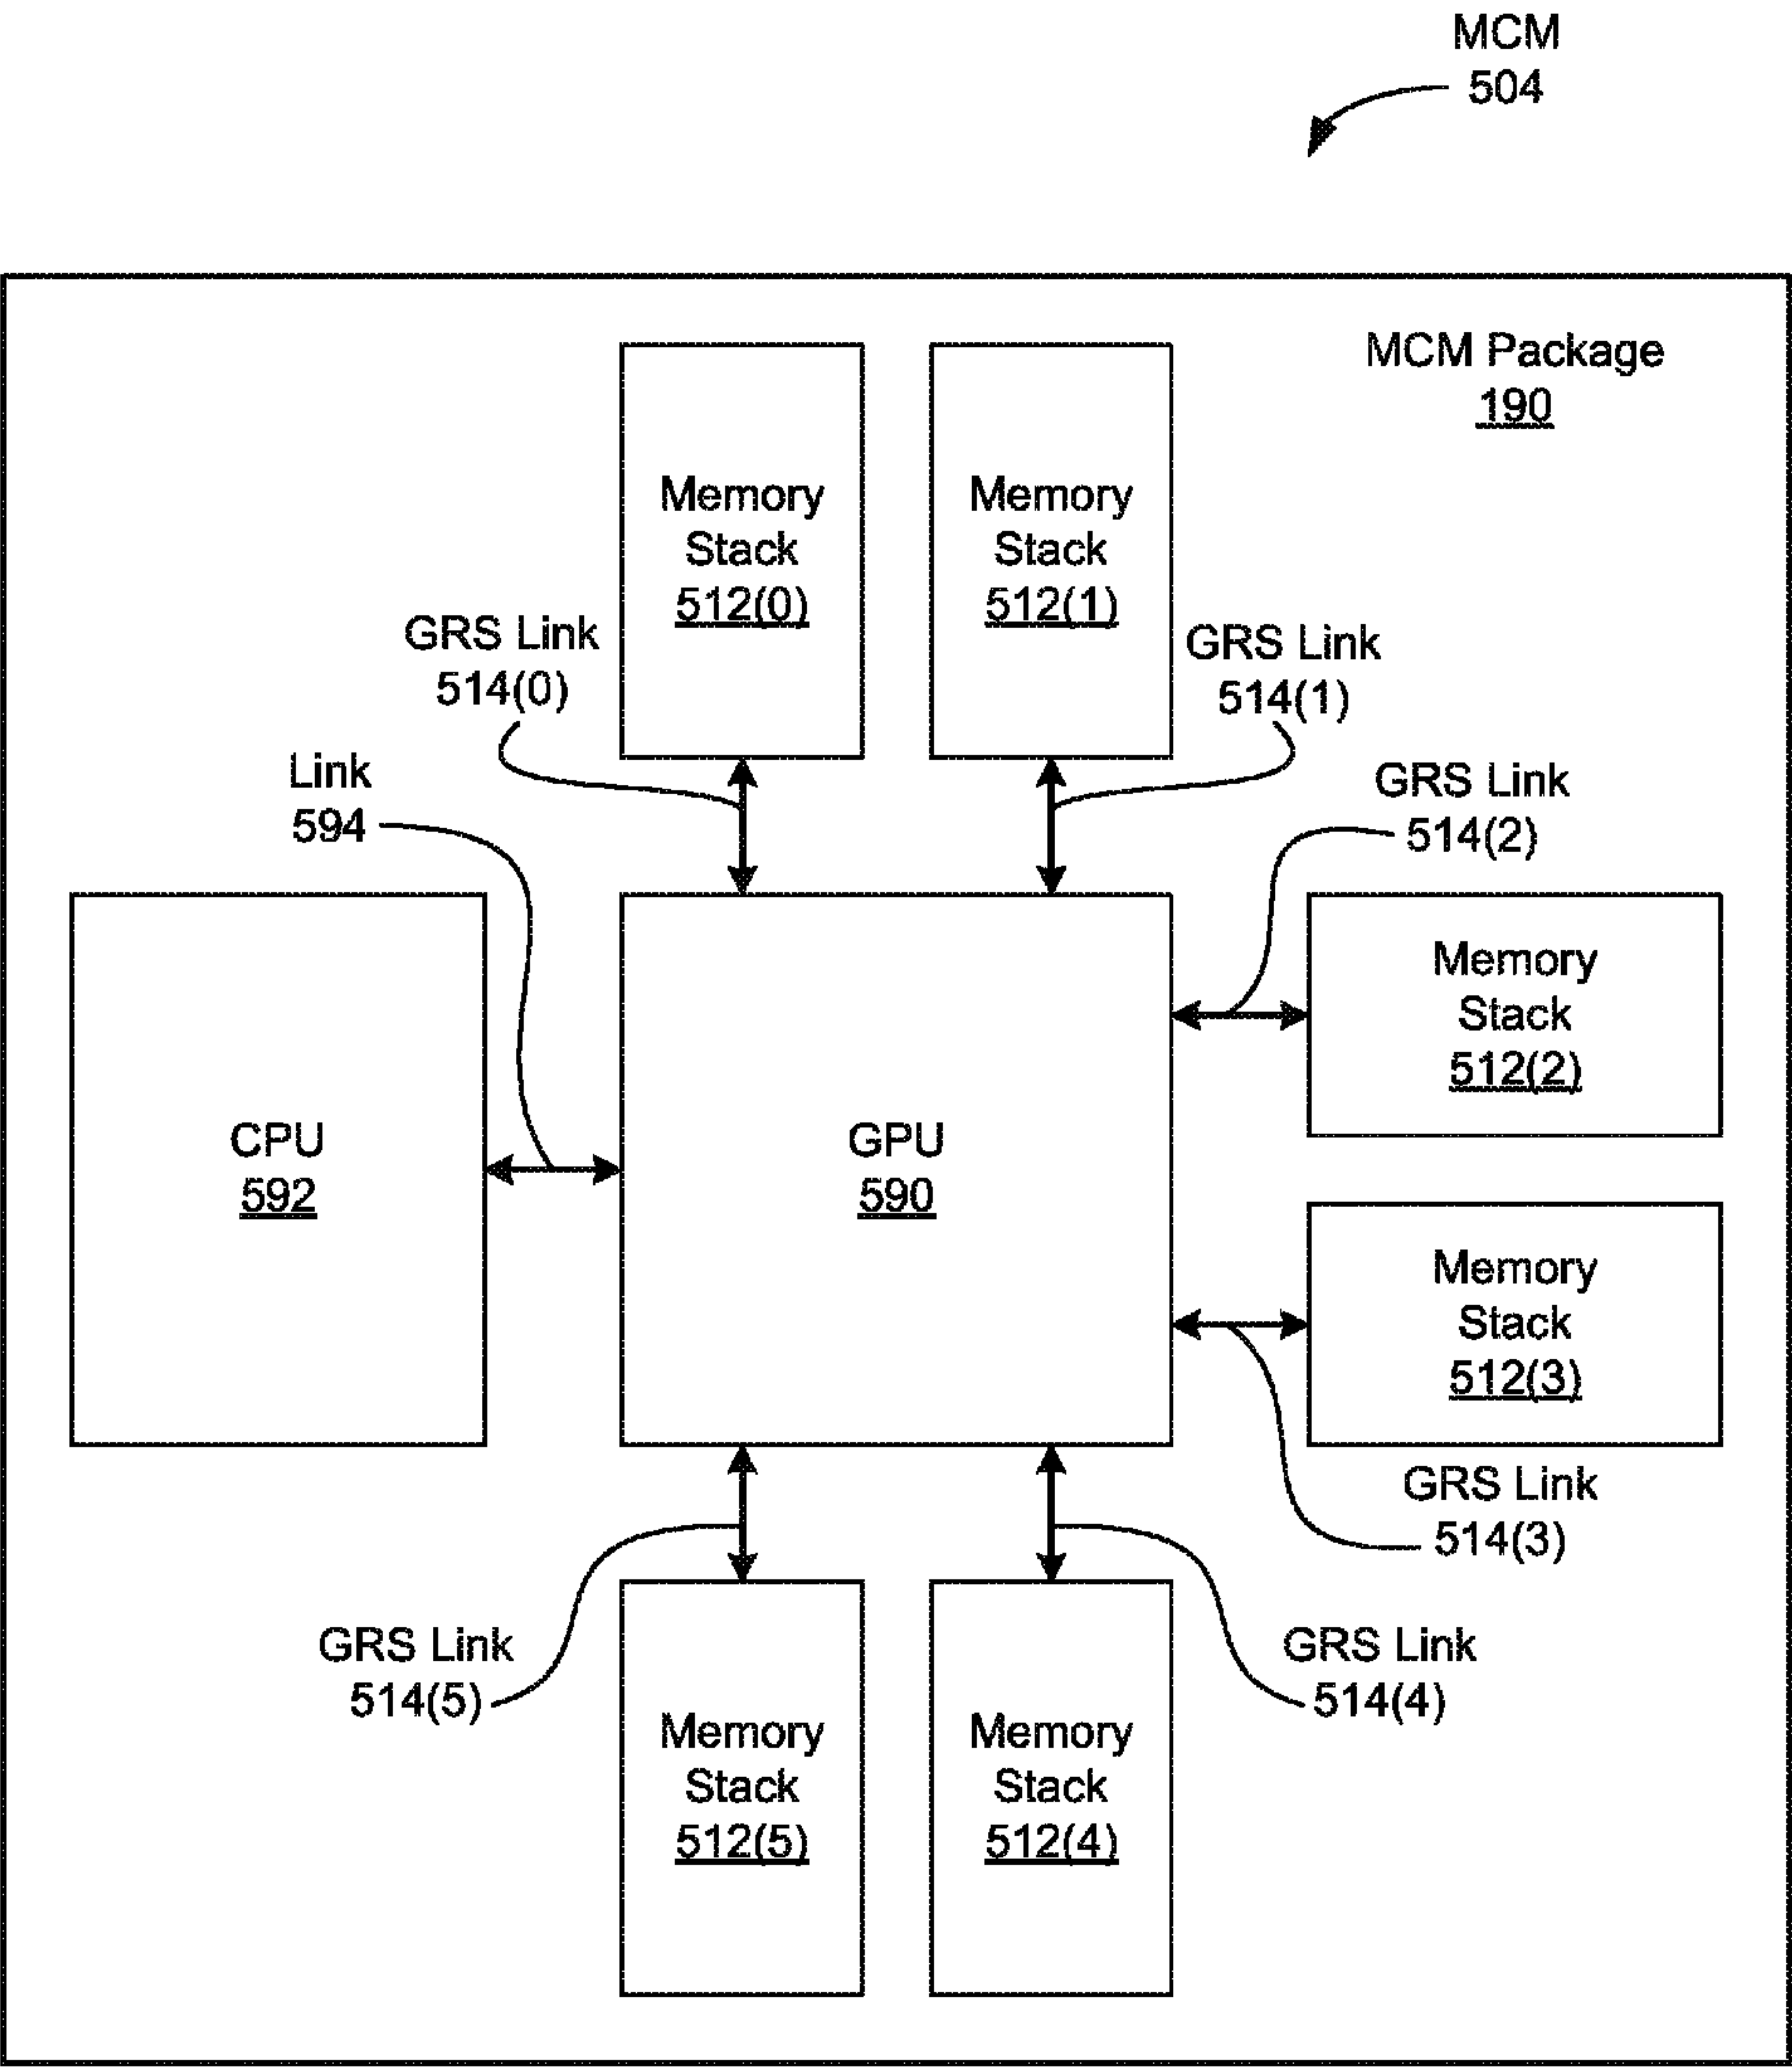 MCM
504
MCM Package
190
Memory
Stack
512(0)
Memory
Stack
512(1)
GRS Link
514(0)
GRS Link
514(1)
Link
594
GRS Link
514(2)
Memory
Stack
512(2)
CPU
592
GPU
590
Memory
Stack
512(3)
GRS Link
514(3)
GRS Link
514(5)
GRS Link
514(4)
Memory
Stack
512(5)
Memory
Stack
512(4)